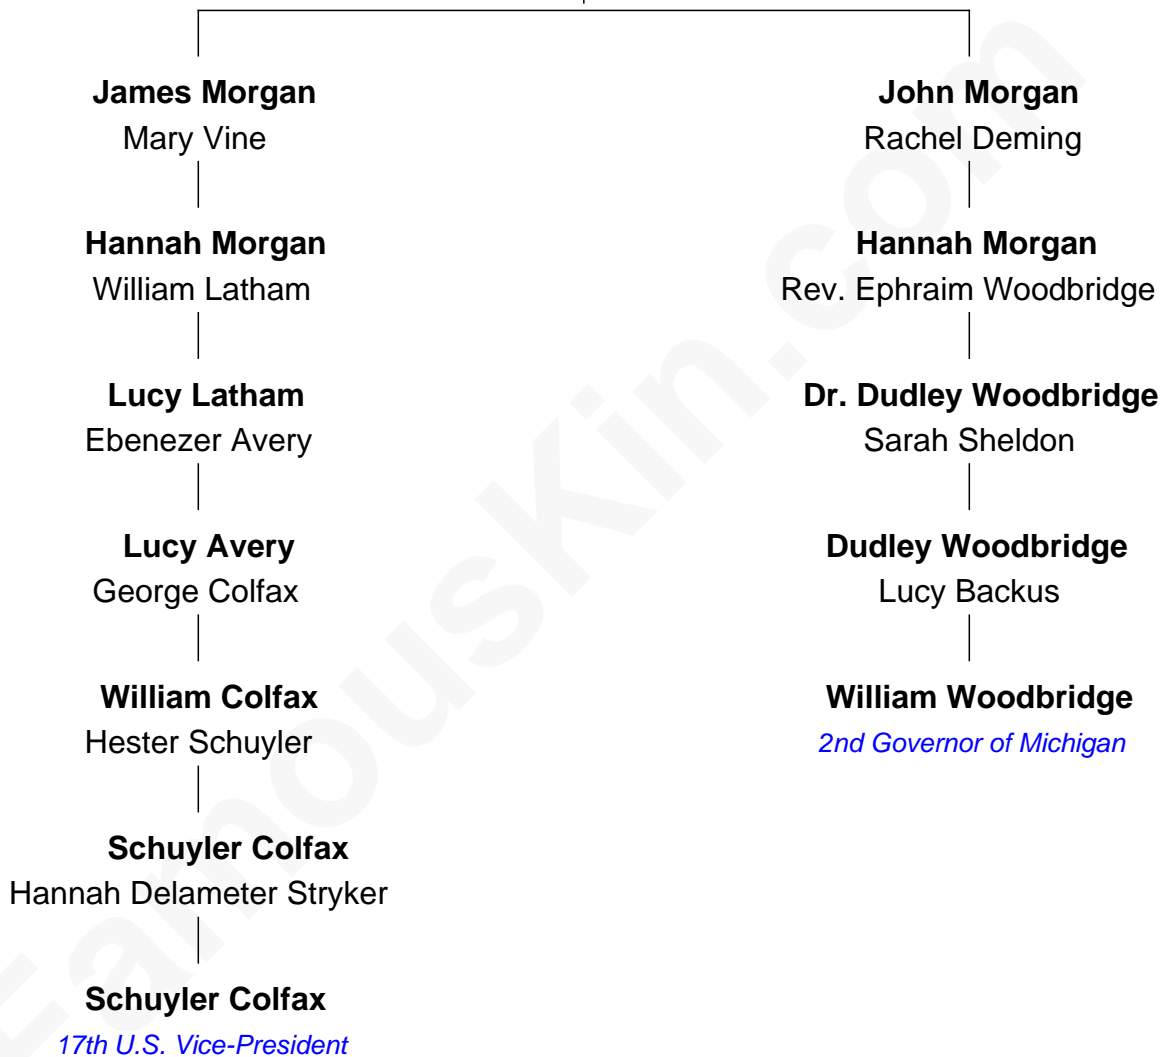 James Morgan
Mary Vine
Hannah Morgan
William Latham
Lucy Latham
Ebenezer Avery
Lucy Avery
George Colfax
William Colfax
Hester Schuyler
Schuyler Colfax
Hannah Delameter Stryker
Schuyler Colfax
17th U.S. Vice-President
John Morgan
Rachel Deming
Hannah Morgan
Rev. Ephraim Woodbridge
Dr. Dudley Woodbridge
Sarah Sheldon
Dudley Woodbridge
Lucy Backus
William Woodbridge
2nd Governor of Michigan
FamousKin.com